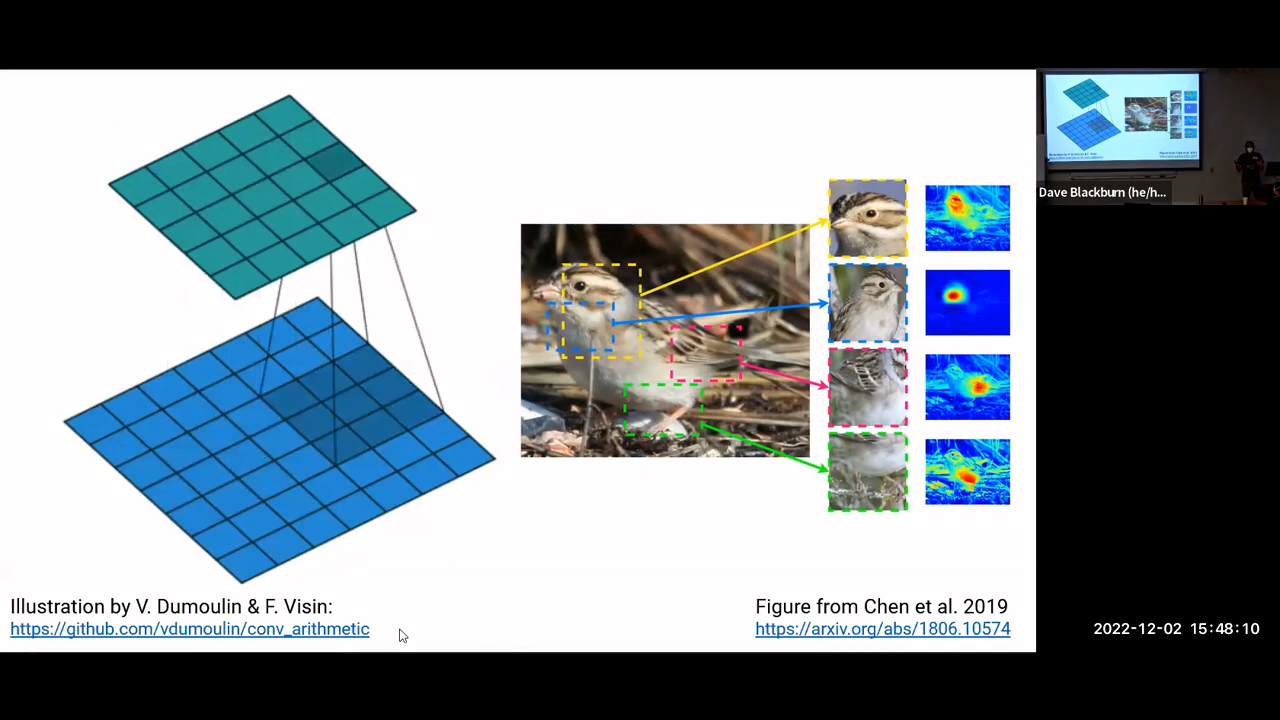 Illustration by V. Dumoulin & F. Visin:
https://github.com/vdumoulin/conv_arithmetic
Figure from Chen et al. 2019
https://arxiv.org/abs/1806.10574
Dave Blackburn (he/h...
2022-12-02 15:48:10